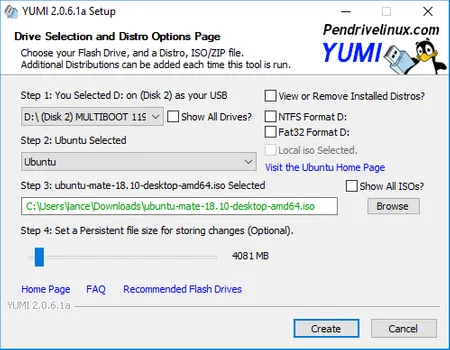 YUMI 2.0.6.1a Setup
Drive Selection and Distro Options Page
Choose your Flash Drive, and a Distro, ISO/ZIP file.
Additional Distributions can be added each time this tool is run.
Pendrivelinux.com
YUMI
Step 1: You Selected D: on (Disk 2) as your USB
D:\ (Disk 2) MULTIBOOT 119
Show All Drives?
View or Remove Installed Distros?
NTFS Format D:
Fat32 Format D:
Step 2: Ubuntu Selected
Local iso Selected.
Ubuntu
Visit the Ubuntu Home Page
Step 3: ubuntu-mate-18.10-desktop-amd64.iso Selected
Show All ISOs?
C:\Users\lance\Downloads\ubuntu-mate-18.10-desktop-amd64.iso
Browse
Step 4: Set a Persistent file size for storing changes (Optional).
4081 MB
Home Page
FAQ
Recommended Flash Drives
YUMI 2.0.6.1a
Create
Cancel